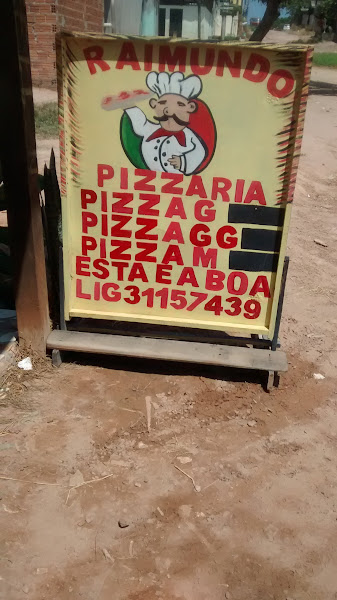 RAIMUNDO
PIZZARIA
PIZZA G
PIZZA GG
PIZZA M
ESTA E A BOA
LIG 31157439